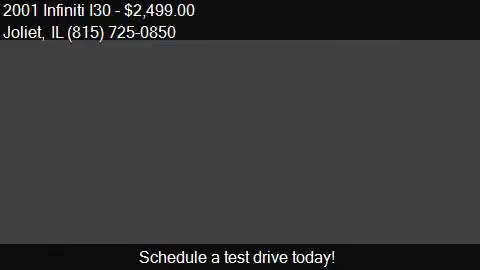 2001 Infiniti I30 - $2,499.00
Joliet, IL (815) 725-0850
Schedule a test drive today!